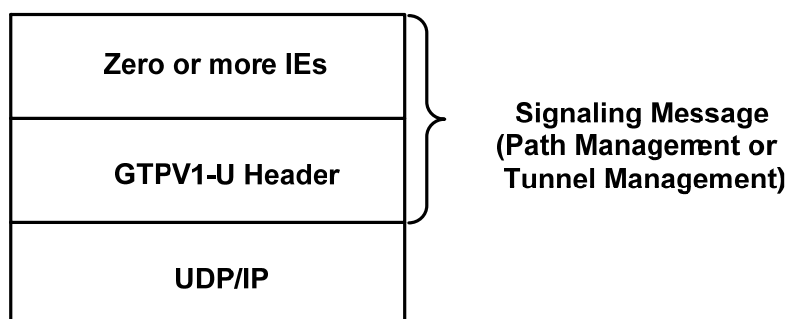 Zero or more IEs
Signaling Message
(Path Management or
Tunnel Management)
GTPV1-U Header
UDP/IP